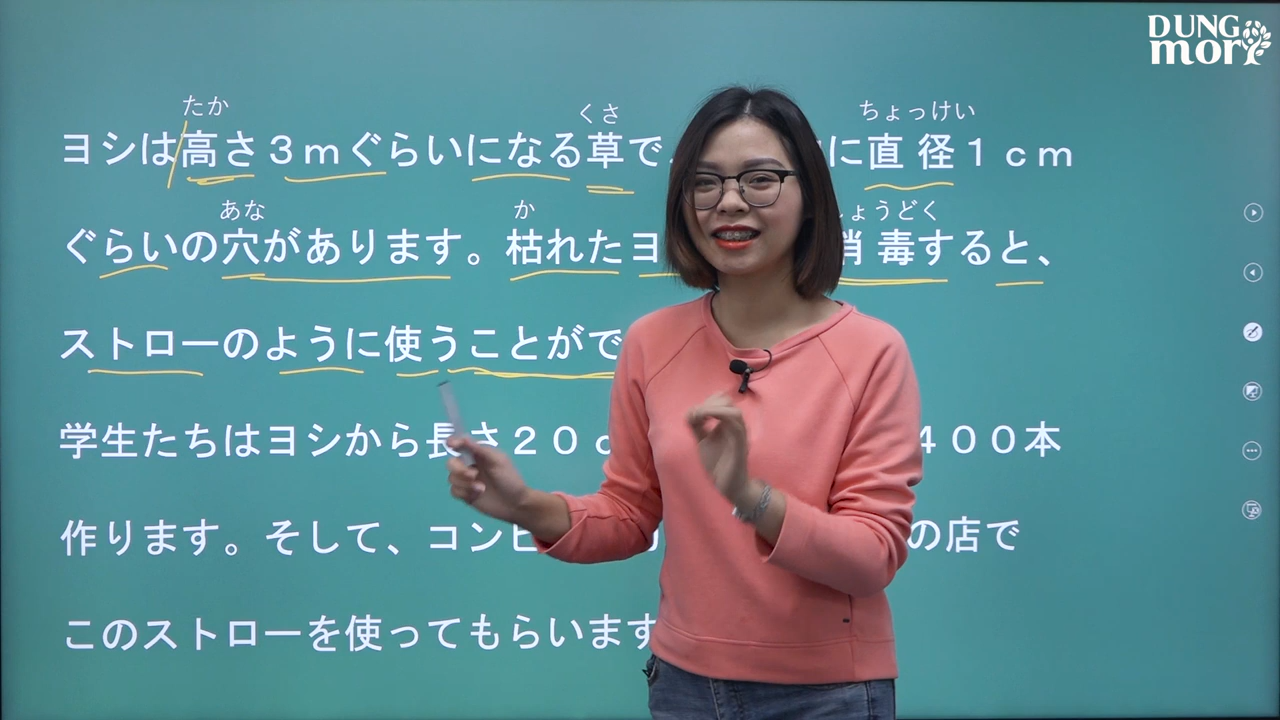 DUNG
mori
たか くさ ちょっけい
ヨシは高さ３ｍぐらいになる草で に直径１ｃｍ
あな か ょうどく
ぐらいの穴があります。枯れたヨ 消毒すると、
ストローのように使うことがで
学生たちはヨシから長さ２０ｃ ４００本
作ります。そして、コンビ の店で
このストローを使ってもらいます